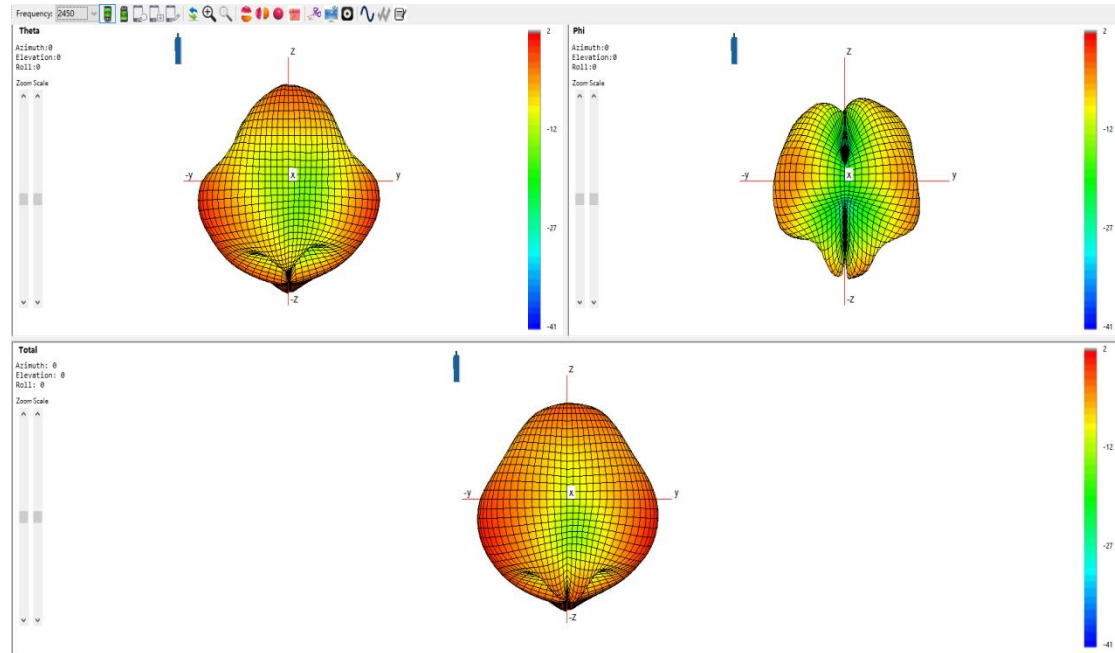 Frequency: 2450
Theta
Azimuth:0
Elevation:0
Roll:0
Zoom Scale
Z
-y
X
y
-Z
2
-12
-27
-41
Phi
Azimuth:0
Elevation:0
Roll:0
Zoom Scale
Z
-y
X
y
-Z
2
-12
-27
-41
Total
Azimuth: 0
Elevation: 0
Roll: 0
Zoom Scale
Z
-y
X
y
-Z
2
-12
-27
-41